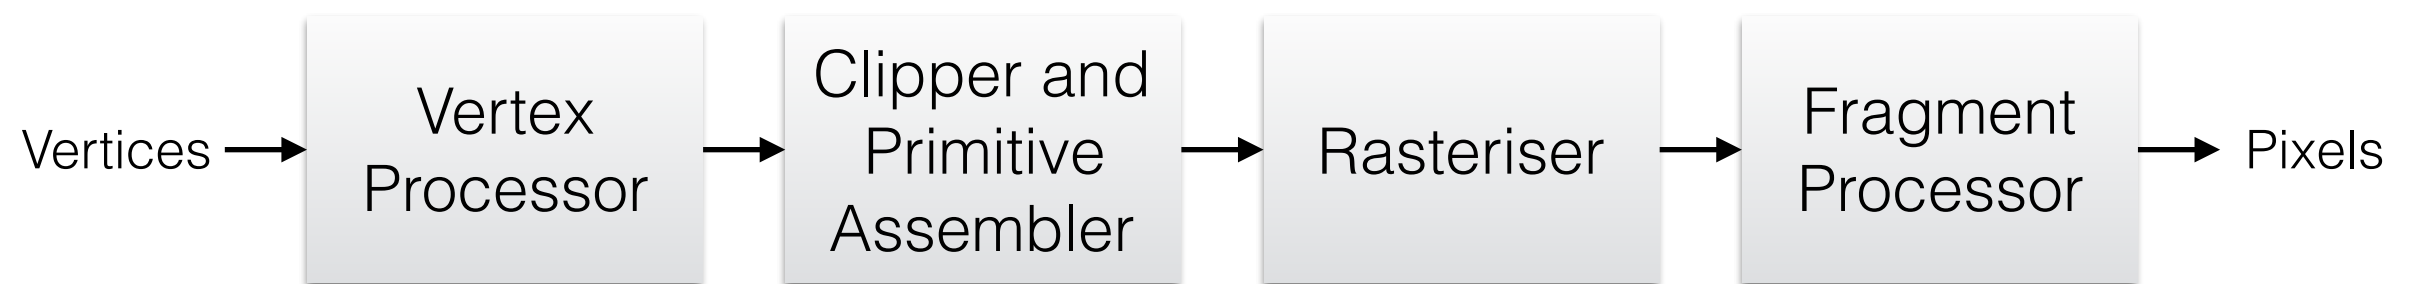 Vertices
Vertex
Processor
Clipper and
Primitive
Assembler
Rasteriser
Fragment
Processor
Pixels